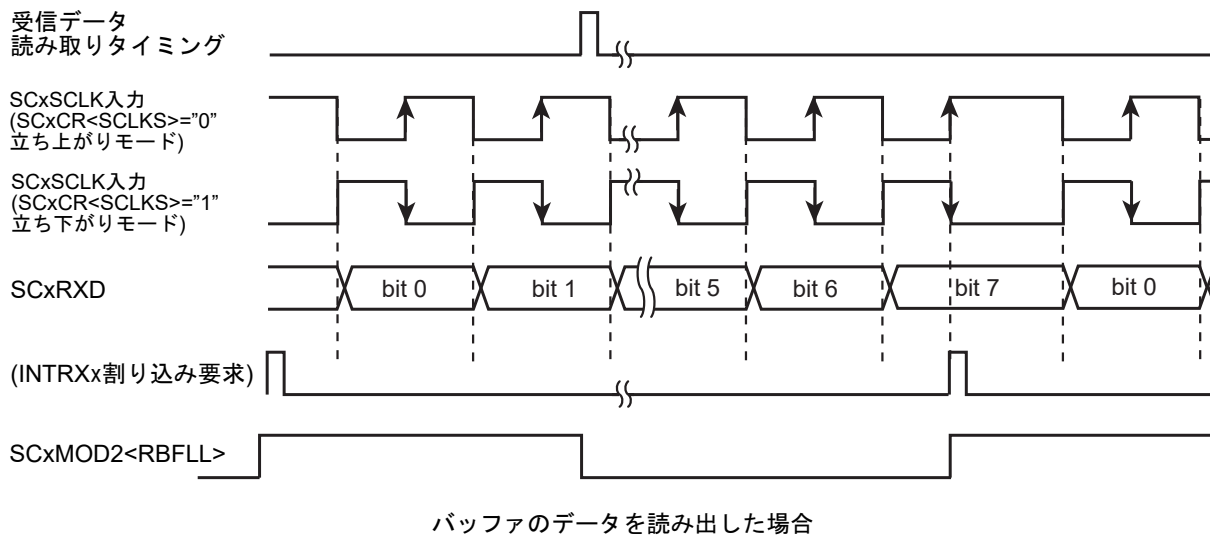 受信データ
読み取りタイミング
SCxSCLK入力
(SCxCR<SCLKS>="0"
立ち上がりモード)
SCxSCLK入力
(SCxCR<SCLKS>="1"
立ち下がりモード)
SCxRXD
bit 0
bit 1
bit 5
bit 6
bit 7
bit 0
(INTRXx割り込み要求)
SCxMOD2<RBFLL>
バッファのデータを読み出した場合